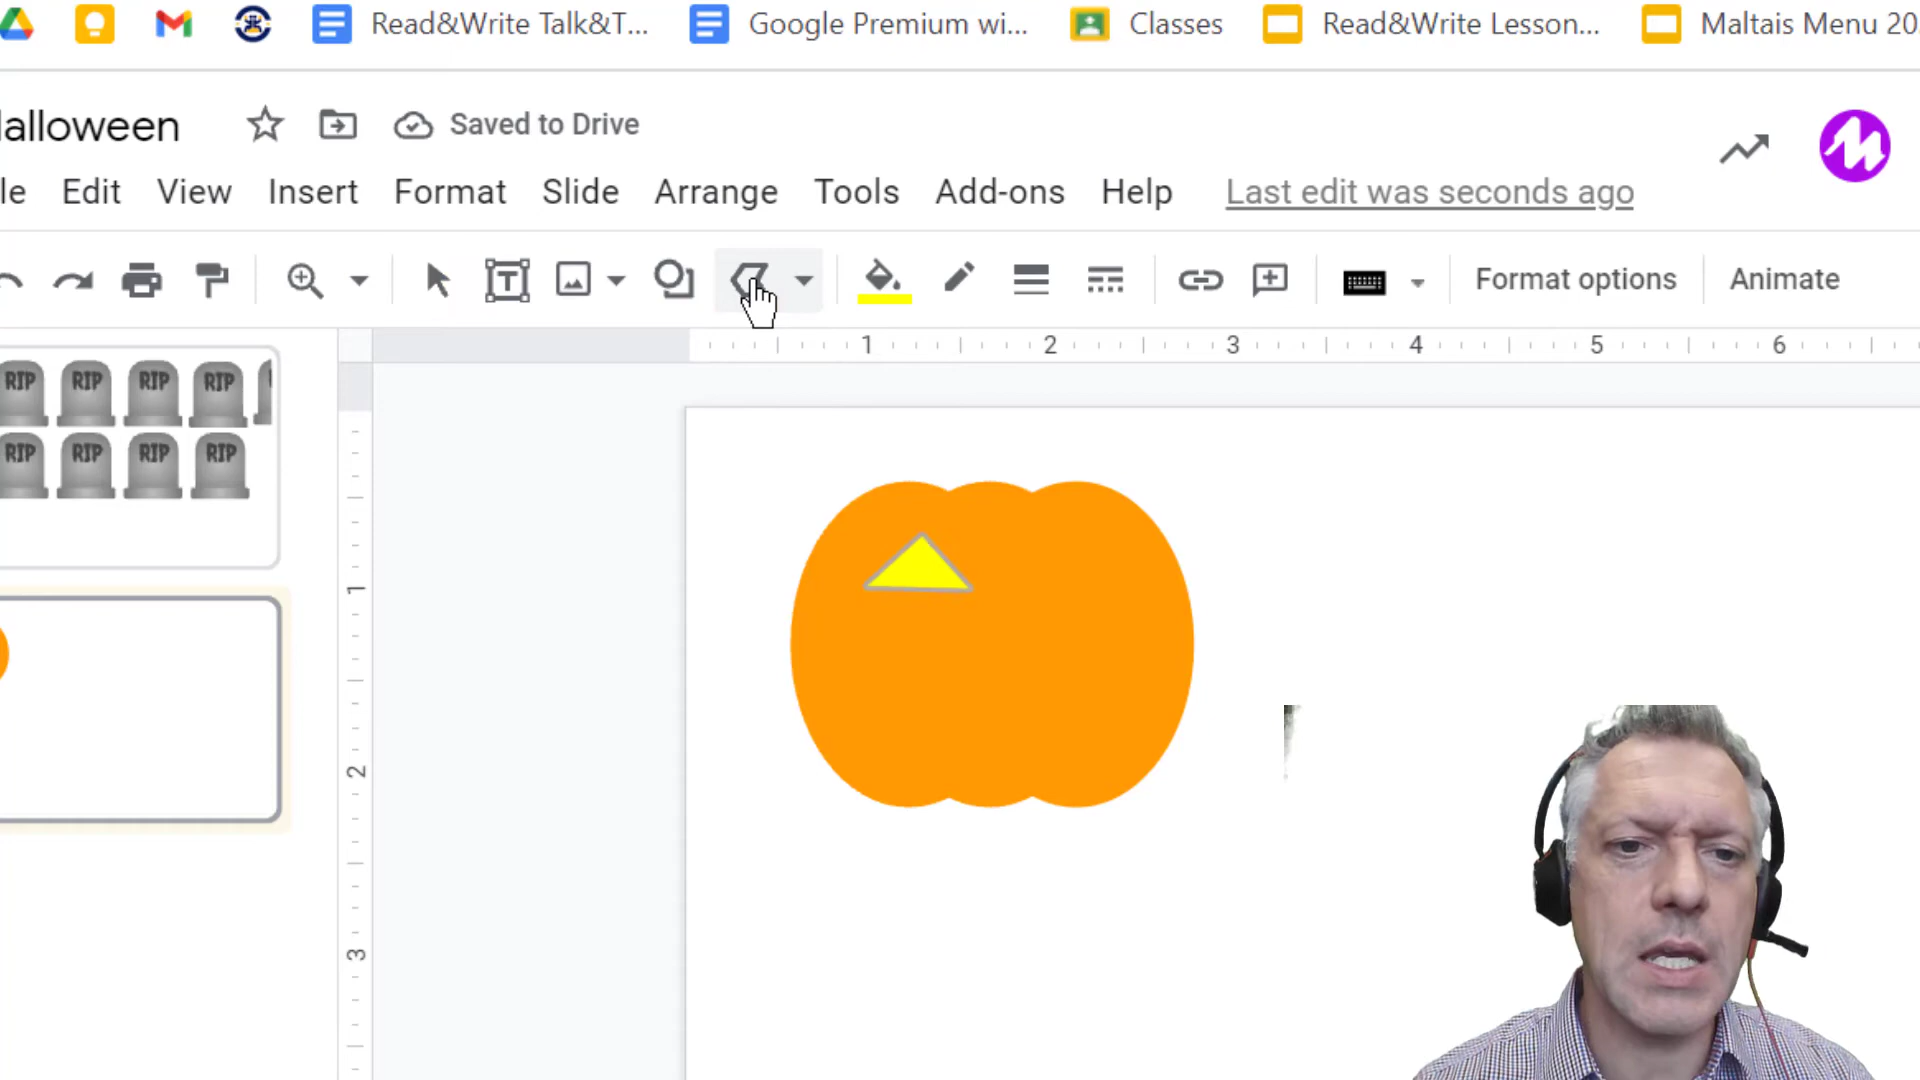 Read&Write Talk&T... Google Premium wi... Classes Read&Write Lesson... Maltais Menu 20
alloween Saved to Drive
le Edit View Insert Format Slide Arrange Tools Add-ons Help Last edit was seconds ago
Format options Animate
1 2 3 4 5 6
RIP RIP RIP RIP
RIP RIP RIP RIP
1
2
3